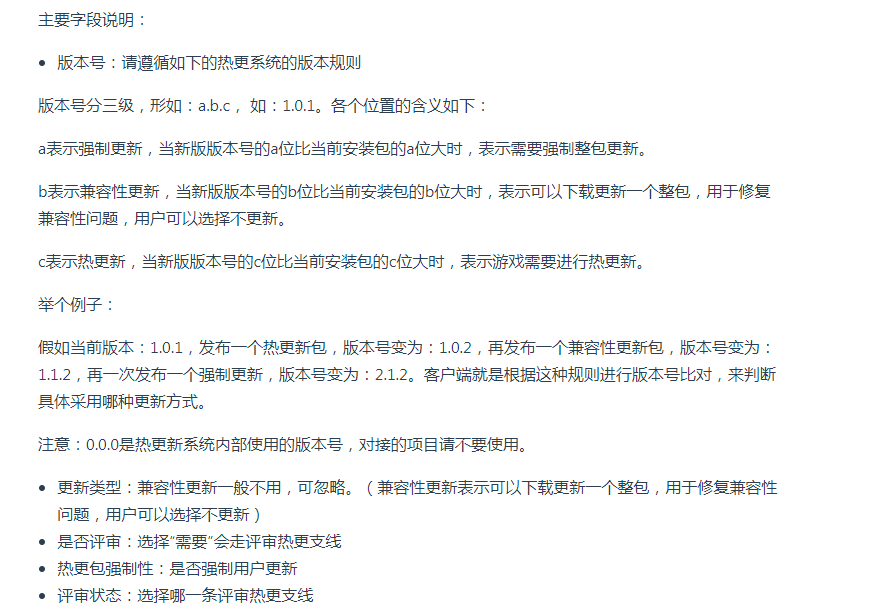 主要字段说明：
• 版本号：请遵循如下的热更系统的版本规则
版本号分三级，形如：a.b.c， 如：1.0.1。各个位置的含义如下：
a表示强制更新，当新版版本号的a位比当前安装包的a位大时，表示需要强制整包更新。
b表示兼容性更新，当新版版本号的b位比当前安装包的b位大时，表示可以下载更新一个整包，用于修复
兼容性问题，用户可以选择不更新。
c表示热更新，当新版版本号的c位比当前安装包的c位大时，表示游戏需要进行热更新。
举个例子：
假如当前版本：1.0.1，发布一个热更新包，版本号变为：1.0.2，再发布一个兼容性更新包，版本号变为：
1.1.2，再一次发布一个强制更新，版本号变为：2.1.2。客户端就是根据这种规则进行版本号比对，来判断
具体采用哪种更新方式。
注意：0.0.0是热更新系统内部使用的版本号，对接的项目请不要使用。
• 更新类型：兼容性更新一般不用，可忽略。（兼容性更新表示可以下载更新一个整包，用于修复兼容性
问题，用户可以选择不更新）
• 是否评审：选择“需要”会走评审热更支线
• 热更包强制性：是否强制用户更新
• 评审状态：选择哪一条评审热更支线